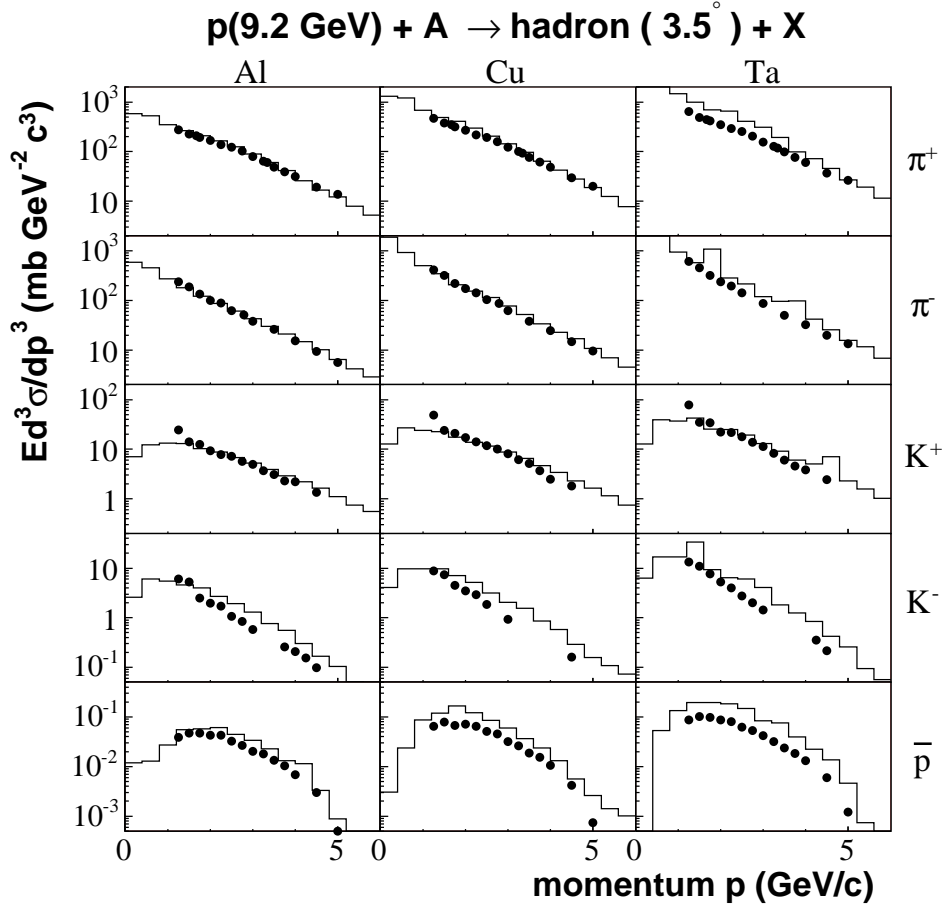 p(9.2 GeV) + A → hadron ( 3.5°) + X
Al Cu Ta
Ed³σ/dp³ (mb GeV⁻² c³)
10³
10²
10
π⁺
10³
10²
10
π⁻
10²
10
1
K⁺
10
1
10⁻¹
K⁻
10⁻¹
10⁻²
10⁻³
p̅
0 5 0 5 0 5
momentum p (GeV/c)